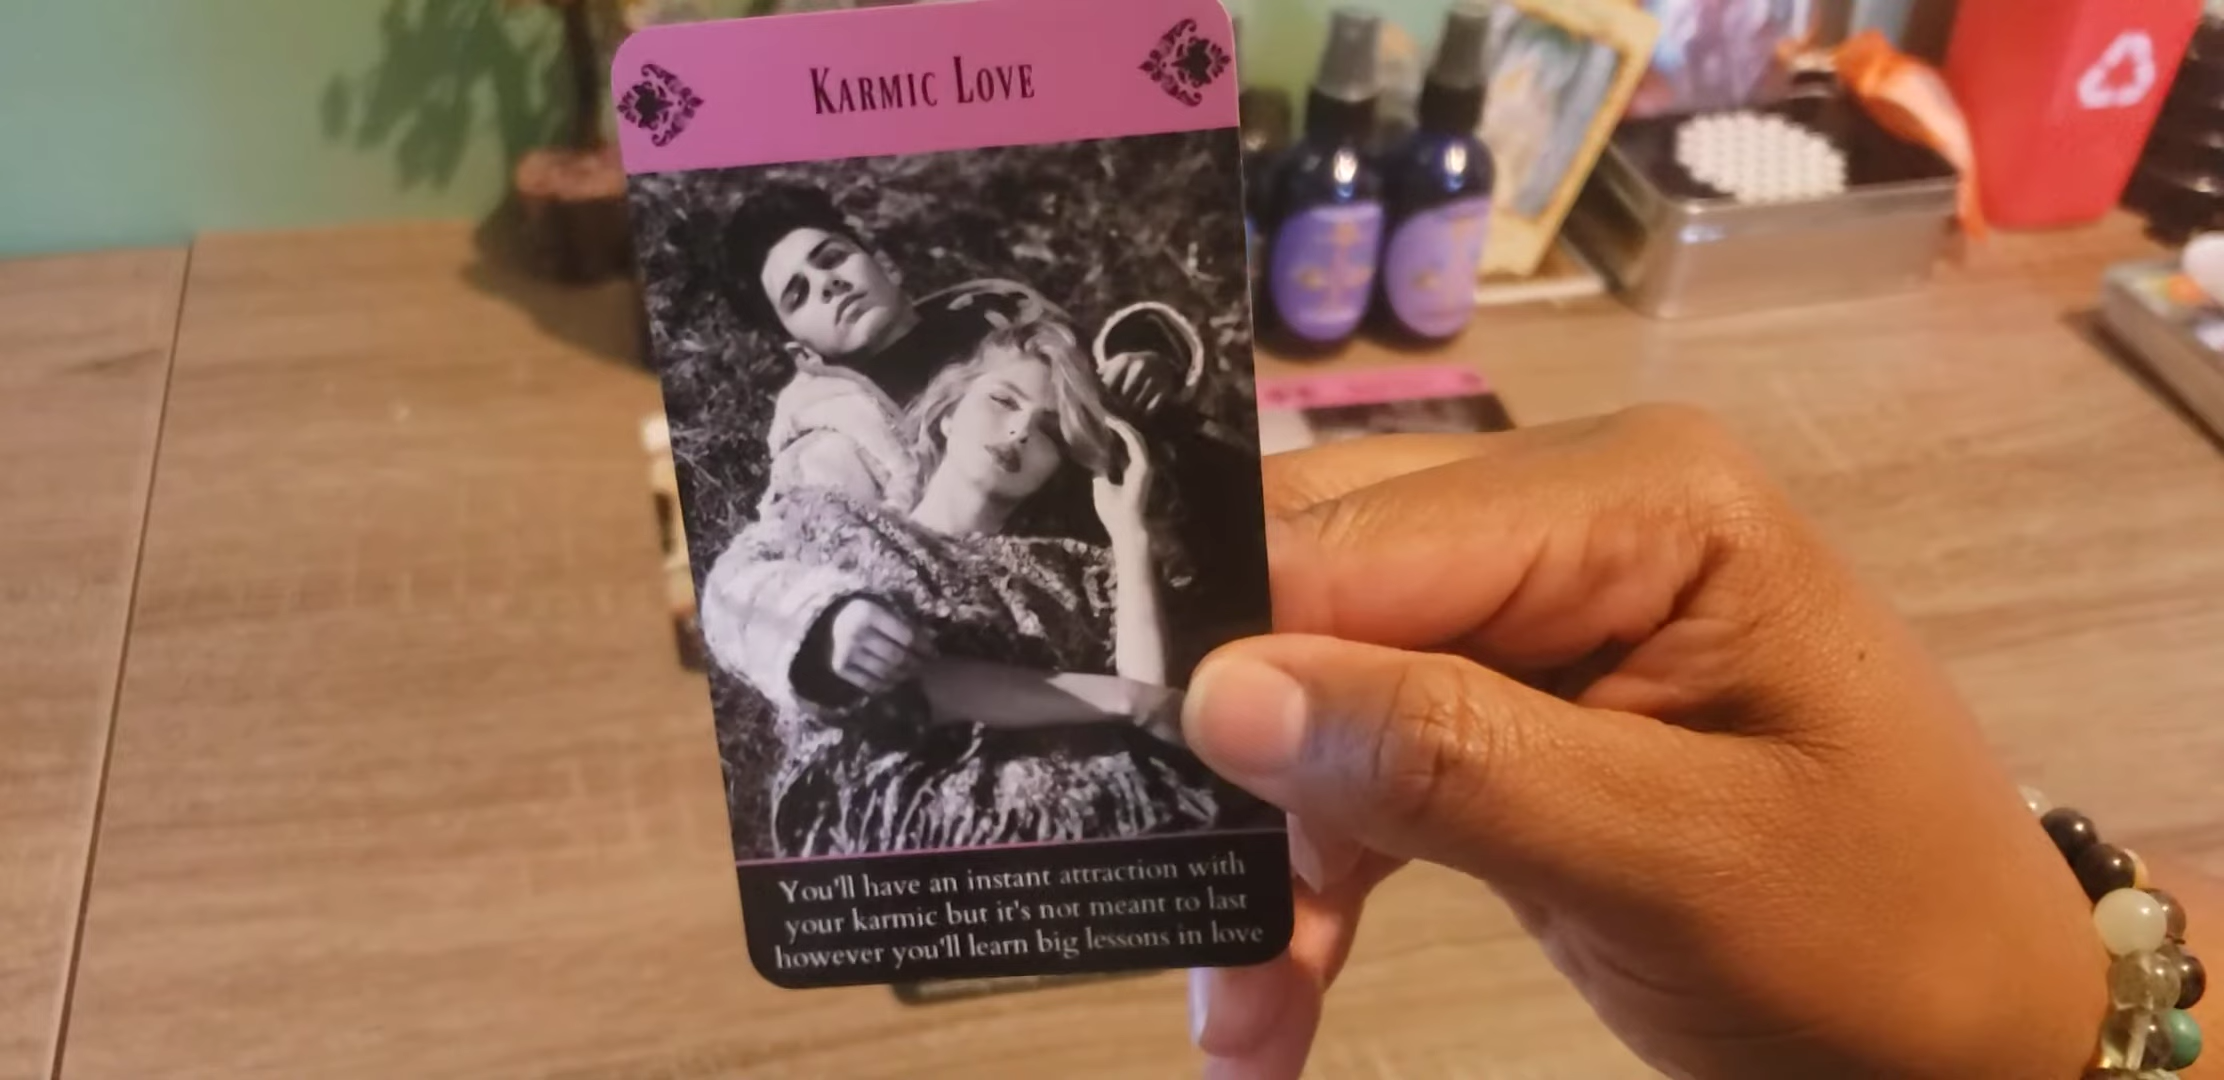 Karmic Love
You'll have an instant attraction with
your karmic but it's not meant to last
however you'll learn big lessons in love